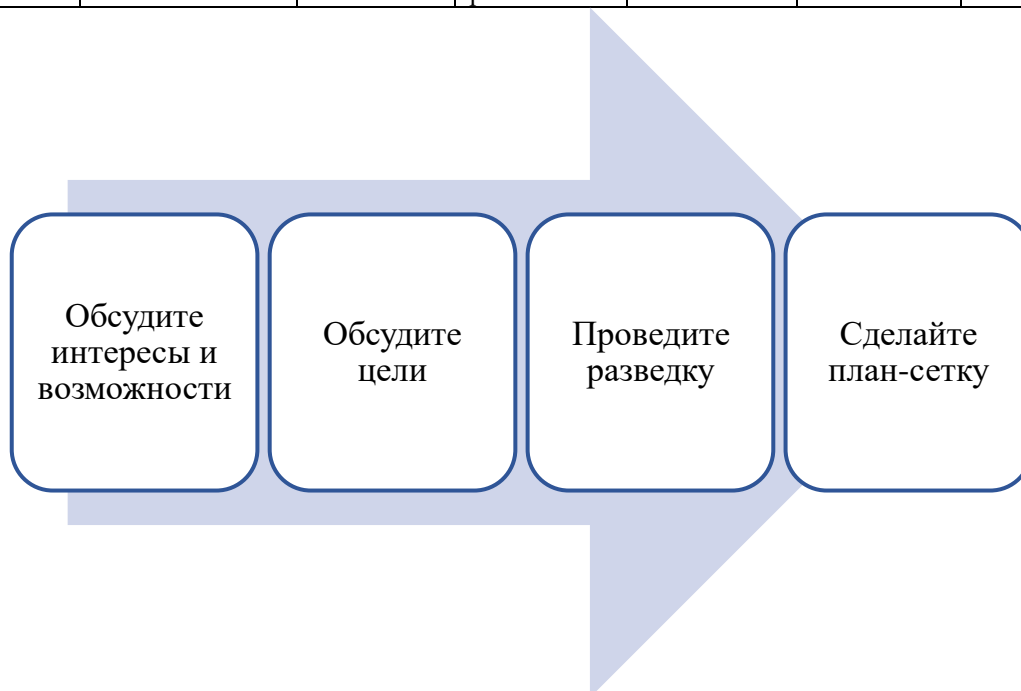 Обсудите
интересы и
возможности
Обсудите
цели
Проведите
разведку
Сделайте
план-сетку